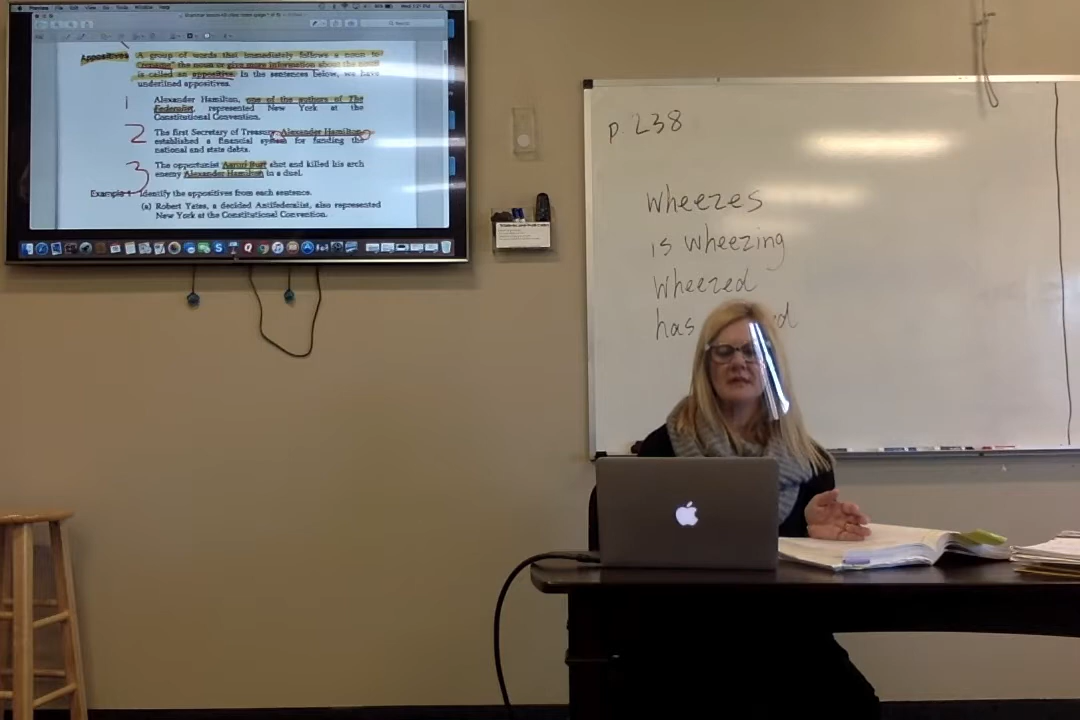 Appositives A group of words that immediately follows a noun to
"rename" the noun or give more information about the noun
is called an appositive. In the sentences below, we have
underlined appositives.
1 Alexander Hamilton, one of the authors of The
Federalist, represented New York at the
Constitutional Convention.
2 The first Secretary of Treasury, Alexander Hamilton,
established a financial system for funding the
national and state debts.
3 The opportunist Aaron Burr shot and killed his arch
enemy Alexander Hamilton in a duel.
Example 1 Identify the appositives from each sentence.
(a) Robert Yates, a decided Antifederalist, also represented
New York at the Constitutional Convention.
p. 238
wheezes
is wheezing
wheezed
has